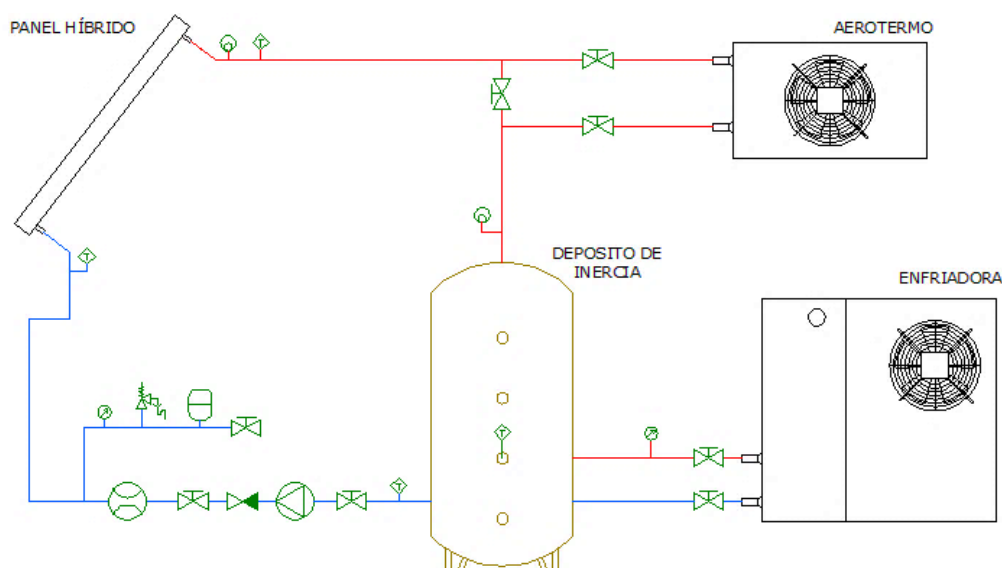 PANEL HÍBRIDO
AEROTERMO
T
DEPOSITO DE
INERCIA
ENFRIADORA
T
T
T